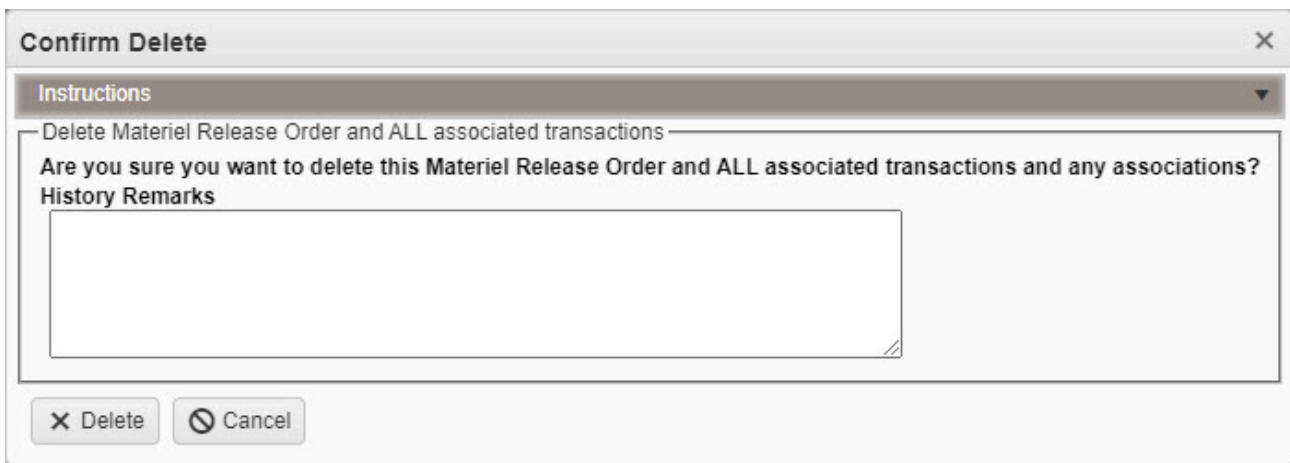 Confirm Delete
Instructions
Delete Materiel Release Order and ALL associated transactions
Are you sure you want to delete this Materiel Release Order and ALL associated transactions and any associations?
History Remarks
Delete
Cancel